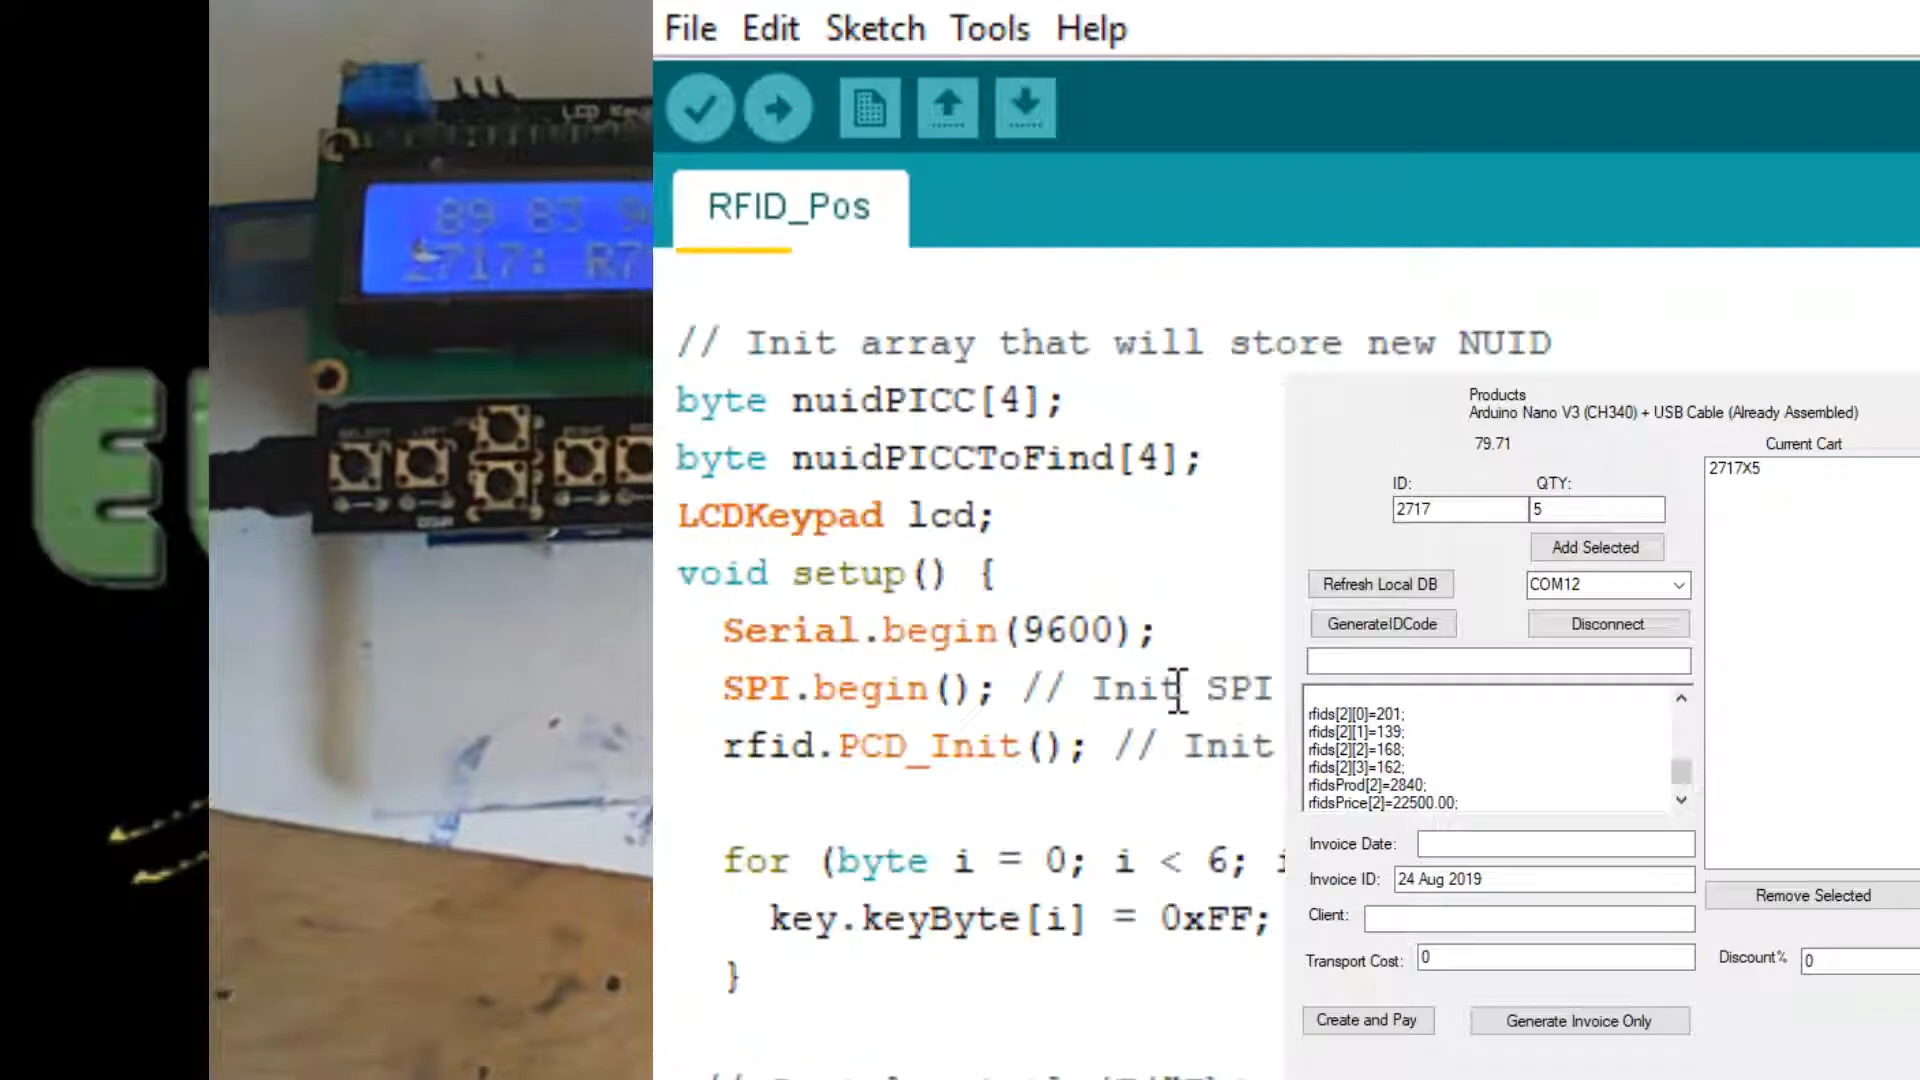 File Edit Sketch Tools Help
RFID_Pos
LCD
89 83
2717: R7
// Init array that will store new NUID
byte nuidPICC[4];
byte nuidPICCToFind[4];
LCDKeypad lcd;
void setup() {
Serial.begin(9600);
SPI.begin(); // Init SPI
rfid.PCD_Init(); // Init
for (byte i = 0; i < 6; i
key.keyByte[i] = 0xFF;
}
Products
Arduino Nano V3 (CH340) + USB Cable (Already Assembled)
79.71
Current Cart
2717X5
ID: QTY:
2717 5
Add Selected
Refresh Local DB COM12
GenerateIDCode Disconnect
rfids[2][0]=201;
rfids[2][1]=139;
rfids[2][2]=168;
rfids[2][3]=162;
rfidsProd[2]=2840;
rfidsPrice[2]=22500.00;
Invoice Date:
Invoice ID: 24 Aug 2019
Remove Selected
Client:
Transport Cost: 0
Discount% 0
Create and Pay Generate Invoice Only